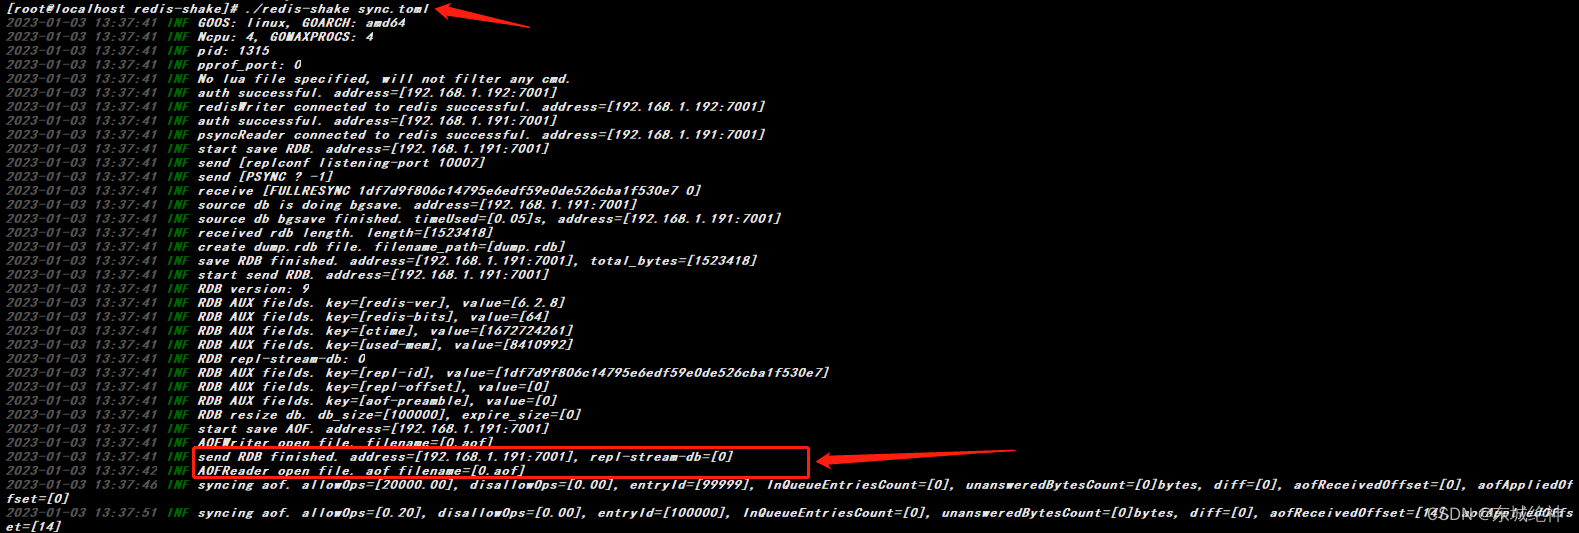 [root@localhost redis-shake]# ./redis-shake sync.toml
2023-01-03 13:37:41 INF GOOS: linux, GOARCH: amd64
2023-01-03 13:37:41 INF Ncpu: 4, GOMAXPROCS: 4
2023-01-03 13:37:41 INF pid: 1315
2023-01-03 13:37:41 INF pprof_port: 0
2023-01-03 13:37:41 INF No lua file specified, will not filter any cmd.
2023-01-03 13:37:41 INF auth successful. address=[192.168.1.192:7001]
2023-01-03 13:37:41 INF redisWriter connected to redis successful. address=[192.168.1.192:7001]
2023-01-03 13:37:41 INF auth successful. address=[192.168.1.191:7001]
2023-01-03 13:37:41 INF psyncReader connected to redis successful. address=[192.168.1.191:7001]
2023-01-03 13:37:41 INF start save RDB. address=[192.168.1.191:7001]
2023-01-03 13:37:41 INF send [replconf listening-port 10007]
2023-01-03 13:37:41 INF send [PSYNC ? -1]
2023-01-03 13:37:41 INF receive [FULLRESYNC 1df7d9f806c14795e6edf59e0de526cba1f530e7 0]
2023-01-03 13:37:41 INF source db is doing bgsave. address=[192.168.1.191:7001]
2023-01-03 13:37:41 INF source db bgsave finished. timeUsed=[0.05]s, address=[192.168.1.191:7001]
2023-01-03 13:37:41 INF received rdb length. length=[1523418]
2023-01-03 13:37:41 INF create dump.rdb file. filename_path=[dump.rdb]
2023-01-03 13:37:41 INF save RDB finished. address=[192.168.1.191:7001], total_bytes=[1523418]
2023-01-03 13:37:41 INF start send RDB. address=[192.168.1.191:7001]
2023-01-03 13:37:41 INF RDB version: 9
2023-01-03 13:37:41 INF RDB AUX fields. key=[redis-ver], value=[6.2.8]
2023-01-03 13:37:41 INF RDB AUX fields. key=[redis-bits], value=[64]
2023-01-03 13:37:41 INF RDB AUX fields. key=[ctime], value=[1672724261]
2023-01-03 13:37:41 INF RDB AUX fields. key=[used-mem], value=[8410992]
2023-01-03 13:37:41 INF RDB repl-stream-db: 0
2023-01-03 13:37:41 INF RDB AUX fields. key=[repl-id], value=[1df7d9f806c14795e6edf59e0de526cba1f530e7]
2023-01-03 13:37:41 INF RDB AUX fields. key=[repl-offset], value=[0]
2023-01-03 13:37:41 INF RDB AUX fields. key=[aof-preamble], value=[0]
2023-01-03 13:37:41 INF RDB resize db. db_size=[100000], expire_size=[0]
2023-01-03 13:37:41 INF start save AOF. address=[192.168.1.191:7001]
2023-01-03 13:37:41 INF AOFWriter open file. filename=[0.aof]
2023-01-03 13:37:41 INF send RDB finished. address=[192.168.1.191:7001], repl-stream-db=[0]
2023-01-03 13:37:42 INF AOFReader open file. aof_filename=[0.aof]
2023-01-03 13:37:46 INF syncing aof. allowOps=[20000.00], disallowOps=[0.00], entryId=[99999], InQueueEntriesCount=[0], unansweredBytesCount=[0]bytes, diff=[0], aofReceivedOffset=[0], aofAppliedOf
fset=[0]
2023-01-03 13:37:51 INF syncing aof. allowOps=[0.20], disallowOps=[0.00], entryId=[100000], InQueueEntriesCount=[0], unansweredBytesCount=[0]bytes, diff=[0], aofReceivedOffset=[14], aofAppliedOffs
et=[14]
CSDN @东城绝神